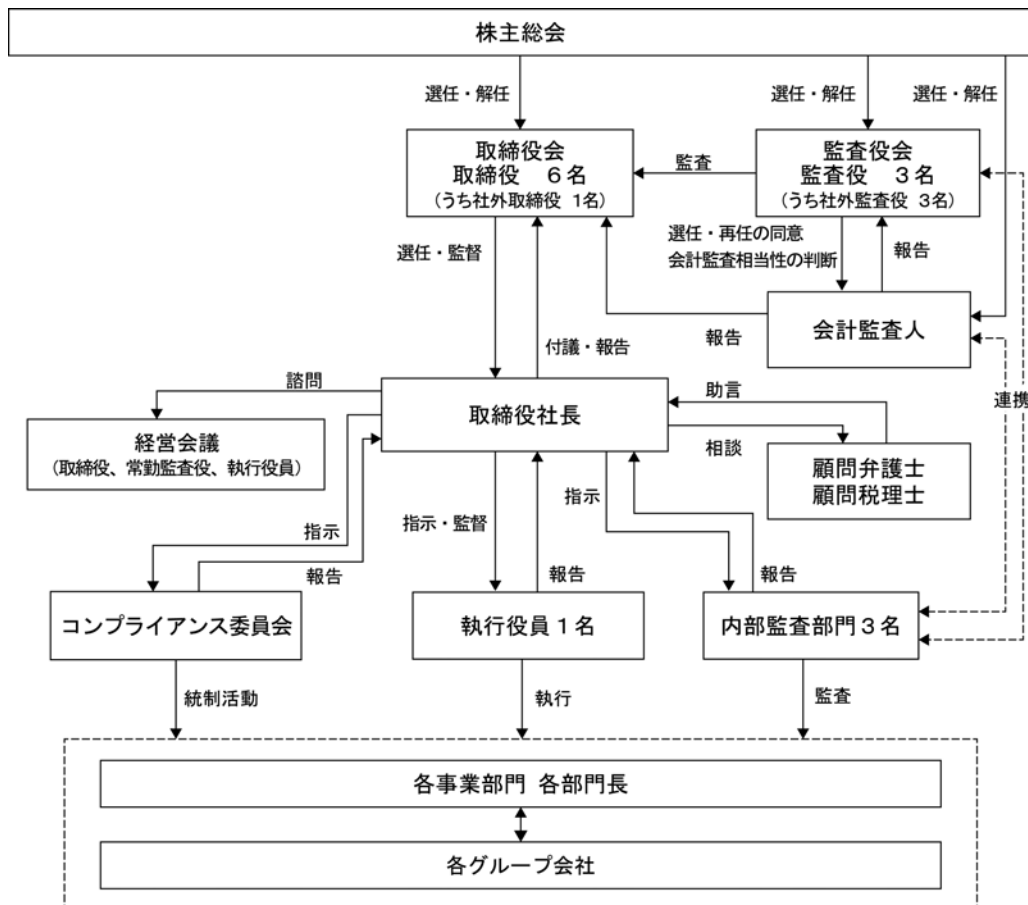 株主総会
選任・解任
選任・解任
選任・解任
取締役会
取締役 6名
(うち社外取締役 1名)
監査
監査役会
監査役 3名
(うち社外監査役 3名)
選任・監督
選任・再任の同意
会計監査相当性の判断
報告
会計監査人
報告
付議・報告
諮問
取締役社長
助言
連携
経営会議
(取締役、常勤監査役、執行役員)
相談
顧問弁護士
顧問税理士
指示
指示・監督
指示
報告
報告
報告
コンプライアンス委員会
執行役員1名
内部監査部門3名
統制活動
執行
監査
各事業部門 各部門長
各グループ会社